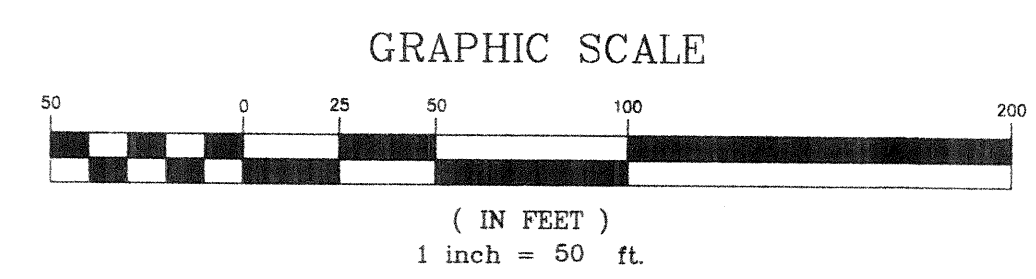 GRAPHIC SCALE
50 0 25 50 100 200
( IN FEET )
1 inch = 50 ft.